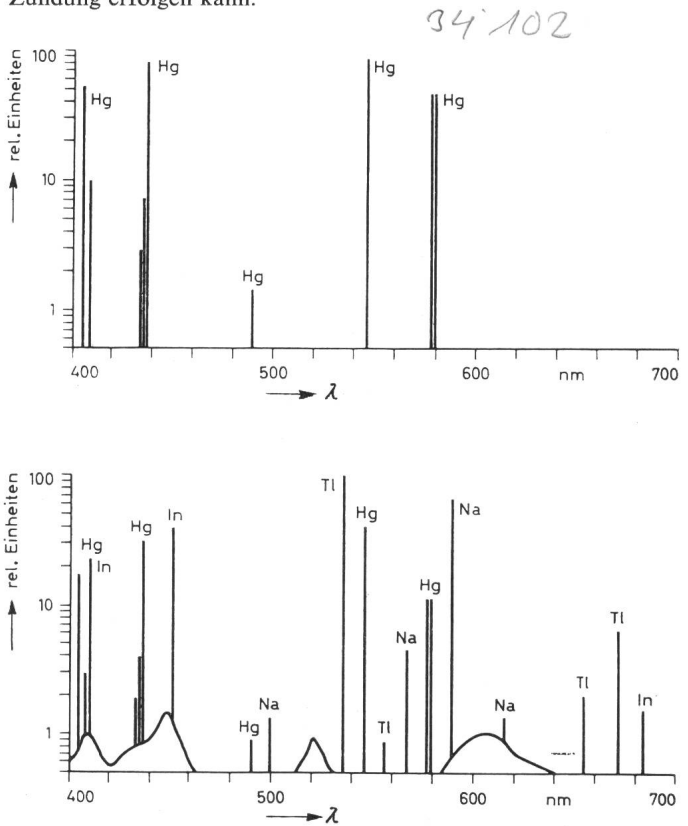 Zündung erfolgen kann.
34 102
rel. Einheiten
100
10
1
Hg
Hg
Hg
Hg
Hg
400
500
600
nm
700
λ
rel. Einheiten
100
10
1
Hg
In
Hg
In
Hg
Na
Tl
Hg
Tl
Na
Hg
Na
Na
Tl
Tl
In
400
500
600
nm
700
λ